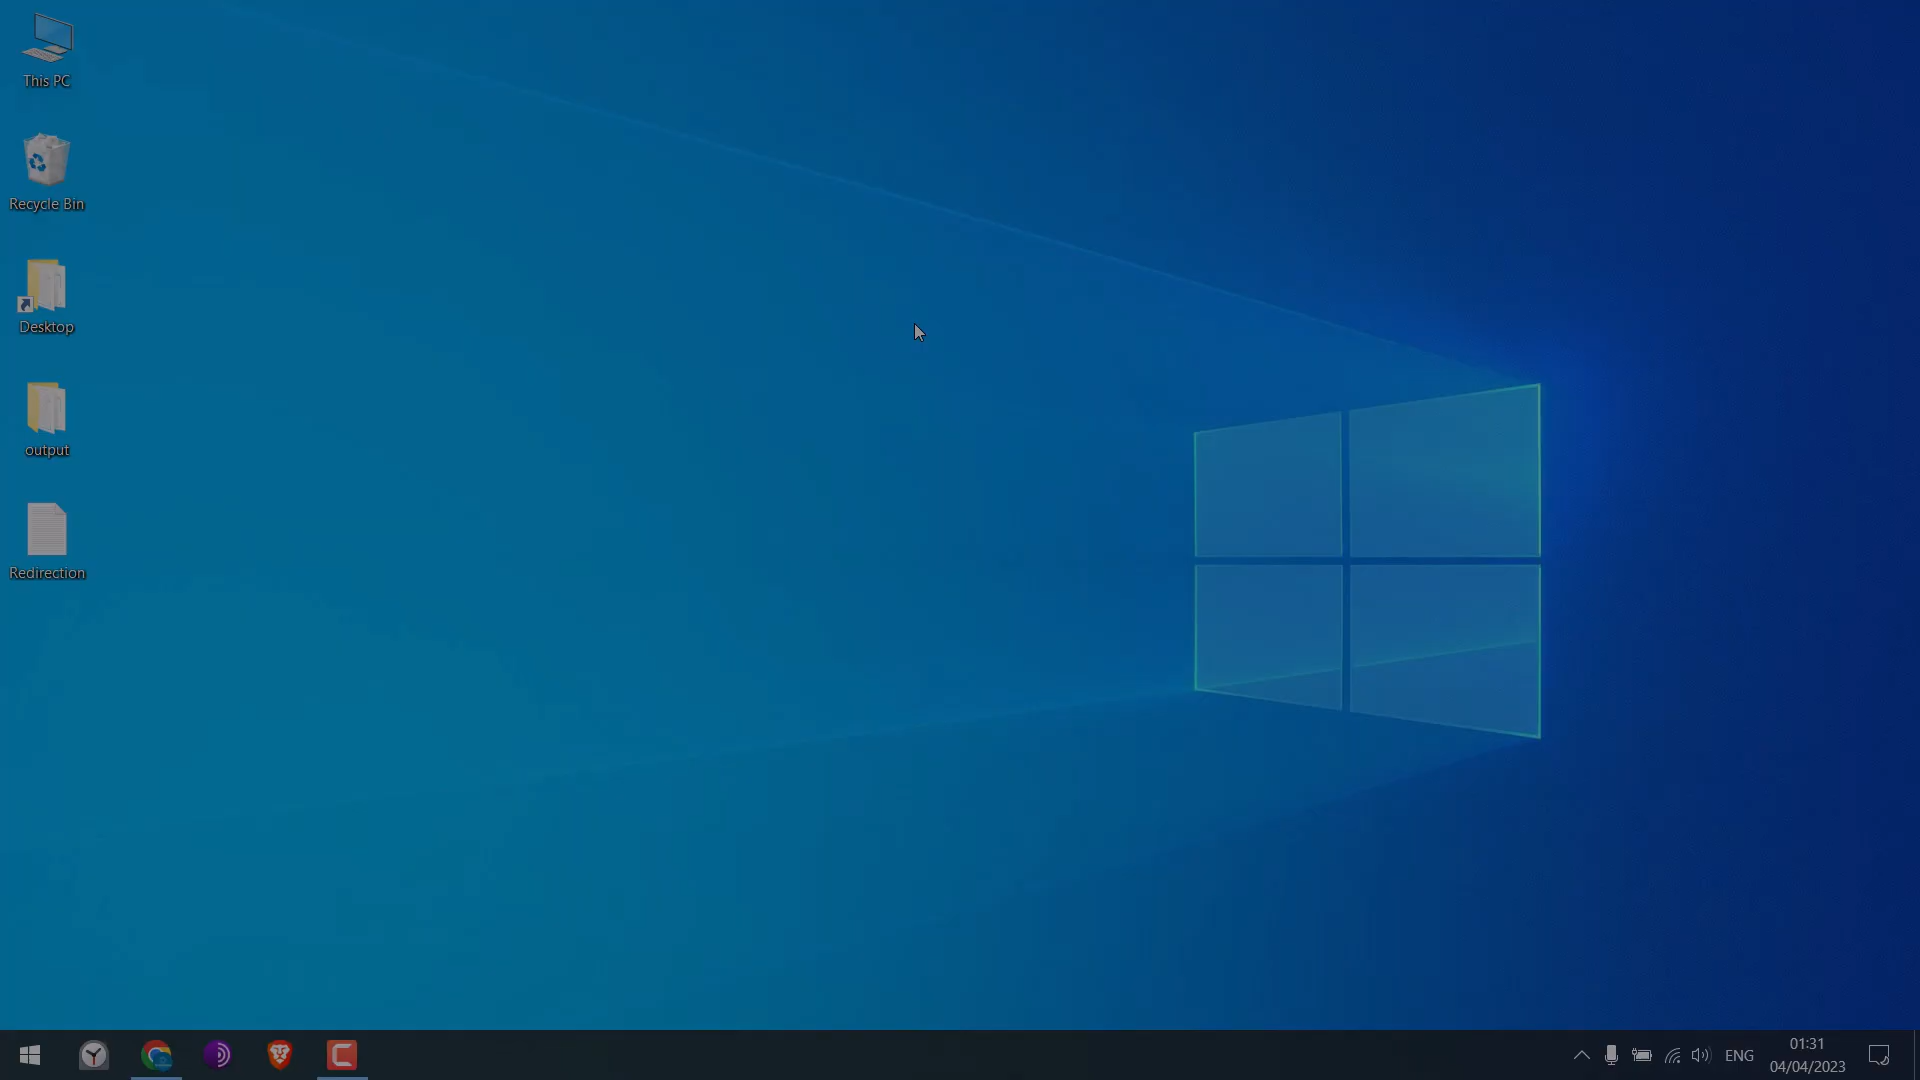 This PC
Recycle Bin
Desktop
output
Redirection
ENG
01:31
04/04/2023